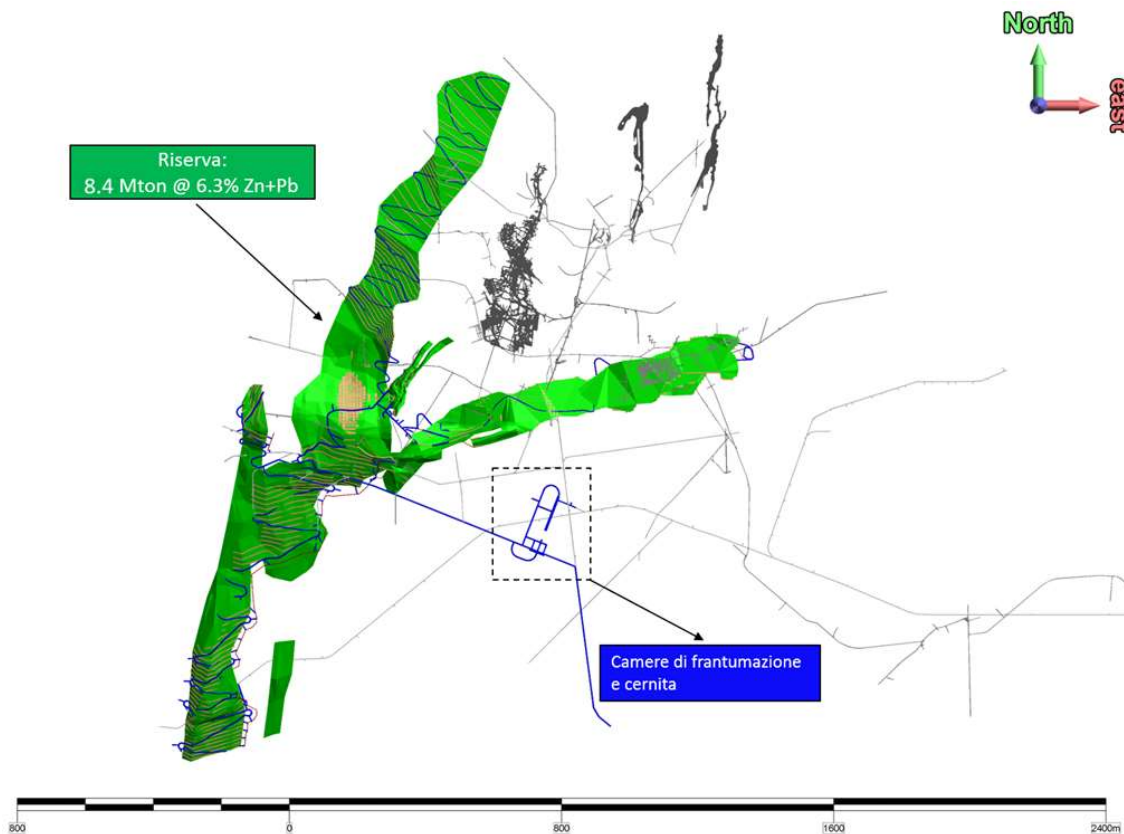 North
east
Riserva:
8.4 Mton @ 6.3% Zn+Pb
Camere di frantumazione
e cernita
800 0 800 1600 2400m